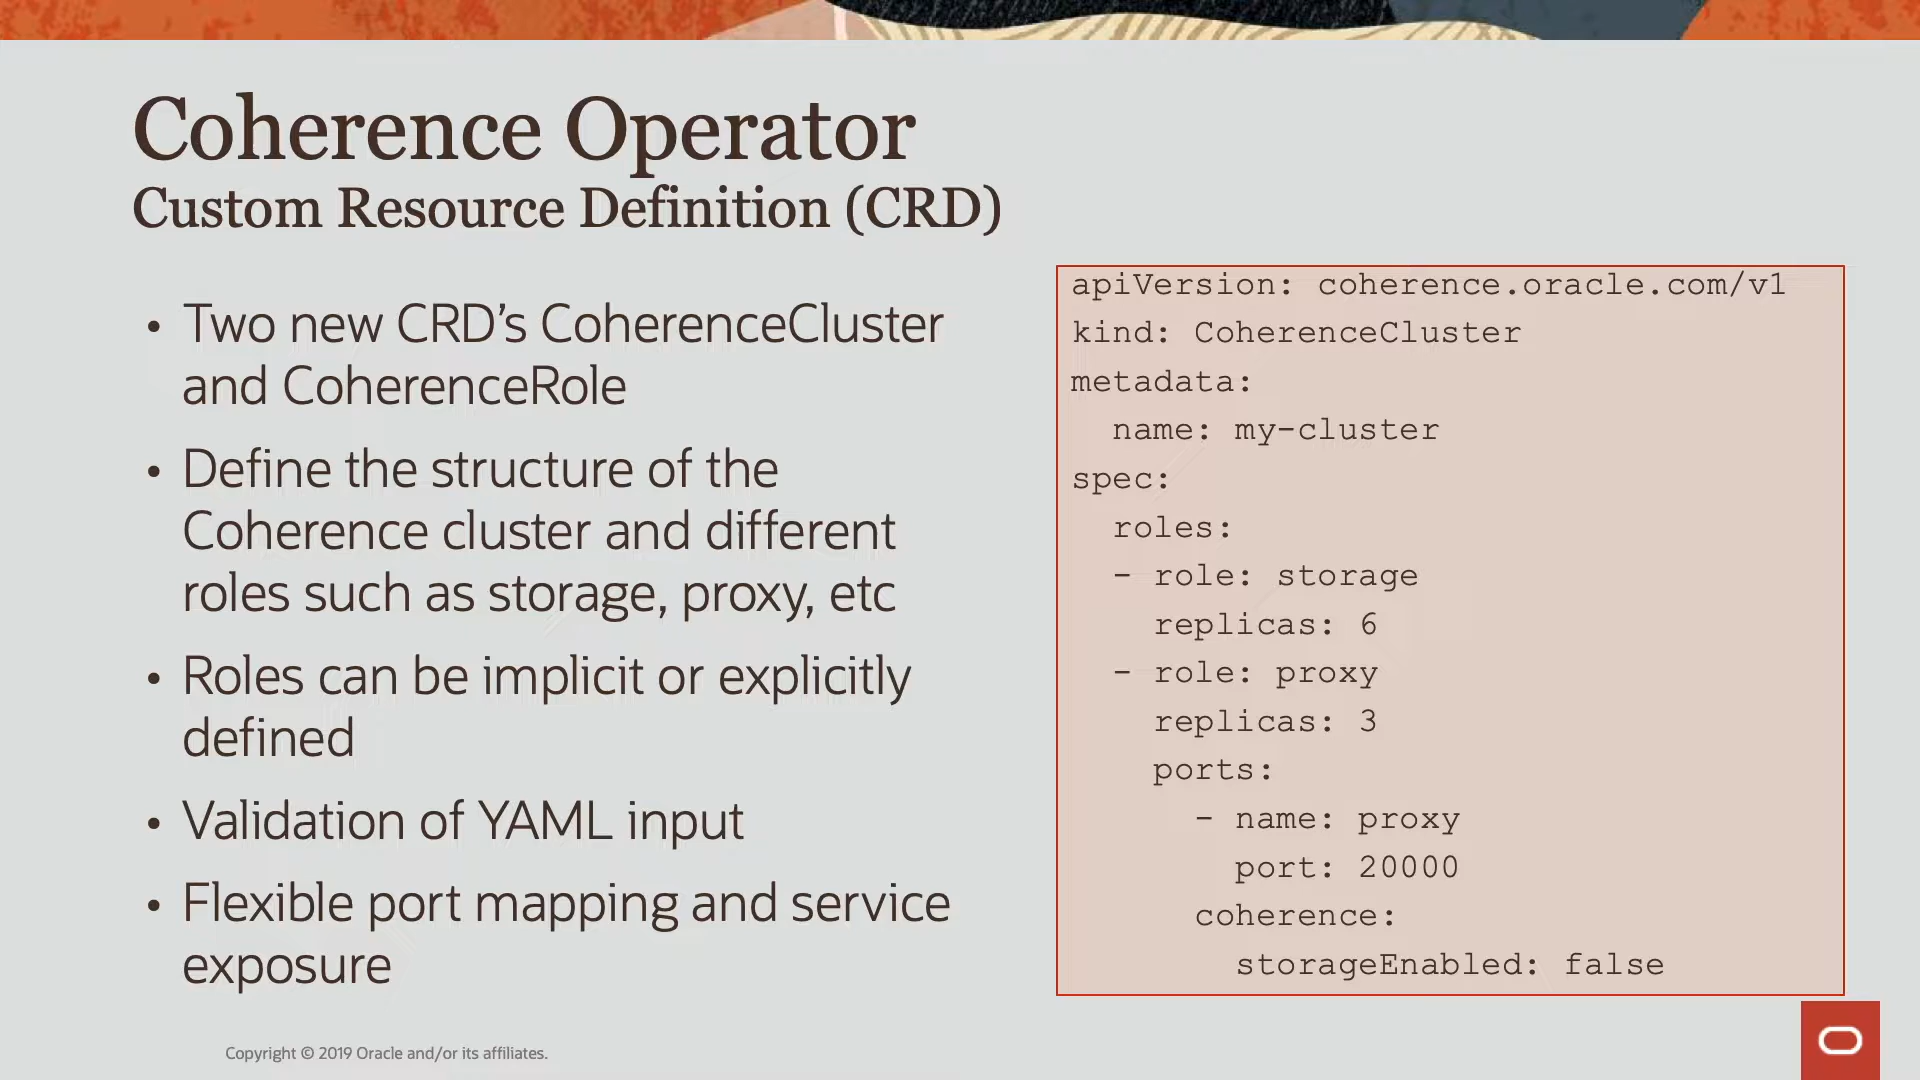 Coherence Operator
Custom Resource Definition (CRD)
• Two new CRD’s CoherenceCluster
and CoherenceRole
• Define the structure of the
Coherence cluster and different
roles such as storage, proxy, etc
• Roles can be implicit or explicitly
defined
• Validation of YAML input
• Flexible port mapping and service
exposure
apiVersion: coherence.oracle.com/v1
kind: CoherenceCluster
metadata:
  name: my-cluster
spec:
  roles:
  - role: storage
    replicas: 6
  - role: proxy
    replicas: 3
    ports:
      - name: proxy
        port: 20000
      coherence:
        storageEnabled: false
Copyright © 2019 Oracle and/or its affiliates.